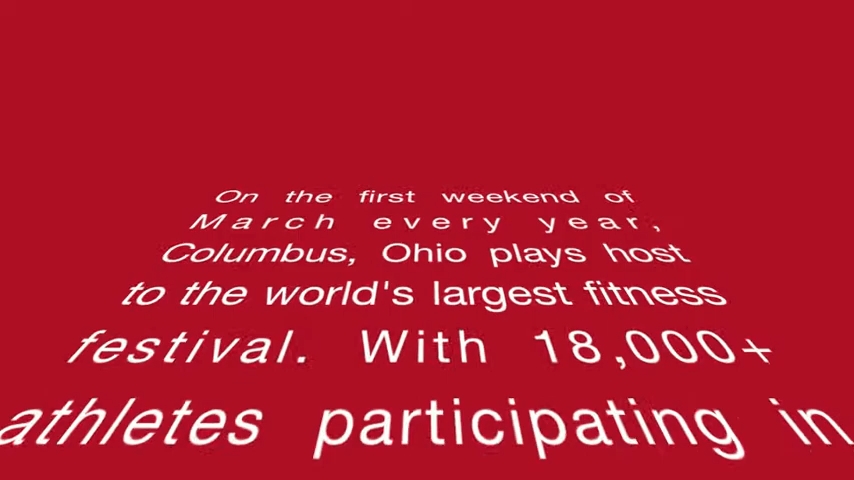 On the first weekend of
March every year,
Columbus, Ohio plays host
to the world's largest fitness
festival. With 18,000+
athletes participating in